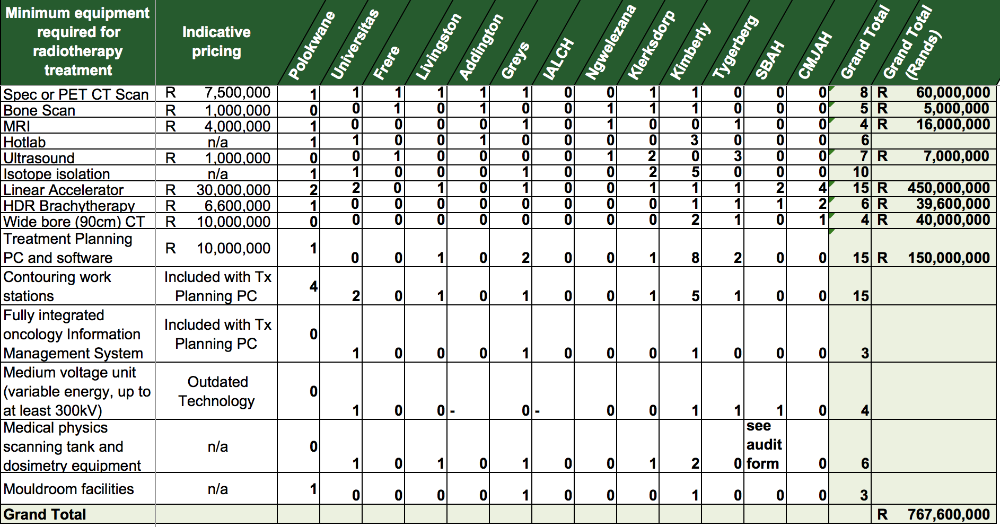 Minimum equipment required for radiotherapy treatment | Indicative pricing | Polokwane | Universitas | Frere | Livingston | Addington | Greys | IALCH | Ngwelezana | Klerksdorp | Kimberly | Tygerberg | SBAH | CMJAH | Grand Total | Grand Total (Rands)
Spec or PET CT Scan | R 7,500,000 | 1 | 1 | 1 | 1 | 1 | 1 | 0 | 0 | 1 | 1 | 0 | 0 | 0 | 8 | R 60,000,000
Bone Scan | R 1,000,000 | 0 | 0 | 1 | 0 | 1 | 0 | 0 | 1 | 1 | 1 | 0 | 0 | 0 | 5 | R 5,000,000
MRI | R 4,000,000 | 1 | 0 | 0 | 0 | 0 | 1 | 0 | 1 | 0 | 0 | 1 | 0 | 0 | 4 | R 16,000,000
Hotlab | n/a | 1 | 1 | 0 | 0 | 1 | 0 | 0 | 0 | 0 | 3 | 0 | 0 | 0 | 6
Ultrasound | R 1,000,000 | 0 | 0 | 1 | 0 | 0 | 0 | 0 | 1 | 2 | 0 | 3 | 0 | 0 | 7 | R 7,000,000
Isotope isolation | n/a | 1 | 1 | 0 | 0 | 0 | 1 | 0 | 0 | 2 | 5 | 0 | 0 | 0 | 10
Linear Accelerator | R 30,000,000 | 2 | 2 | 0 | 1 | 0 | 1 | 0 | 0 | 1 | 1 | 1 | 2 | 4 | 15 | R 450,000,000
HDR Brachytherapy | R 6,600,000 | 1 | 0 | 0 | 0 | 0 | 0 | 0 | 0 | 0 | 1 | 1 | 1 | 2 | 6 | R 39,600,000
Wide bore (90cm) CT | R 10,000,000 | 0 | 0 | 0 | 0 | 0 | 0 | 0 | 0 | 0 | 2 | 1 | 0 | 1 | 4 | R 40,000,000
Treatment Planning PC and software | R 10,000,000 | 1 | 0 | 0 | 1 | 0 | 2 | 0 | 0 | 1 | 8 | 2 | 0 | 0 | 15 | R 150,000,000
Contouring work stations | Included with Tx Planning PC | 4 | 2 | 0 | 1 | 0 | 1 | 0 | 0 | 1 | 5 | 1 | 0 | 0 | 15
Fully integrated oncology Information Management System | Included with Tx Planning PC | 0 | 1 | 0 | 0 | 0 | 1 | 0 | 0 | 0 | 1 | 0 | 0 | 0 | 3
Medium voltage unit (variable energy, up to at least 300kV) | Outdated Technology | 0 | 1 | 0 | 0 | - | 0 | - | 0 | 0 | 1 | 1 | 1 | 0 | 4
Medical physics scanning tank and dosimetry equipment | n/a | 0 | 1 | 0 | 1 | 0 | 1 | 0 | 0 | 1 | 2 | 0 | see audit form | 0 | 6
Mouldroom facilities | n/a | 1 | 0 | 0 | 0 | 0 | 1 | 0 | 0 | 0 | 1 | 0 | 0 | 0 | 3
Grand Total | R 767,600,000